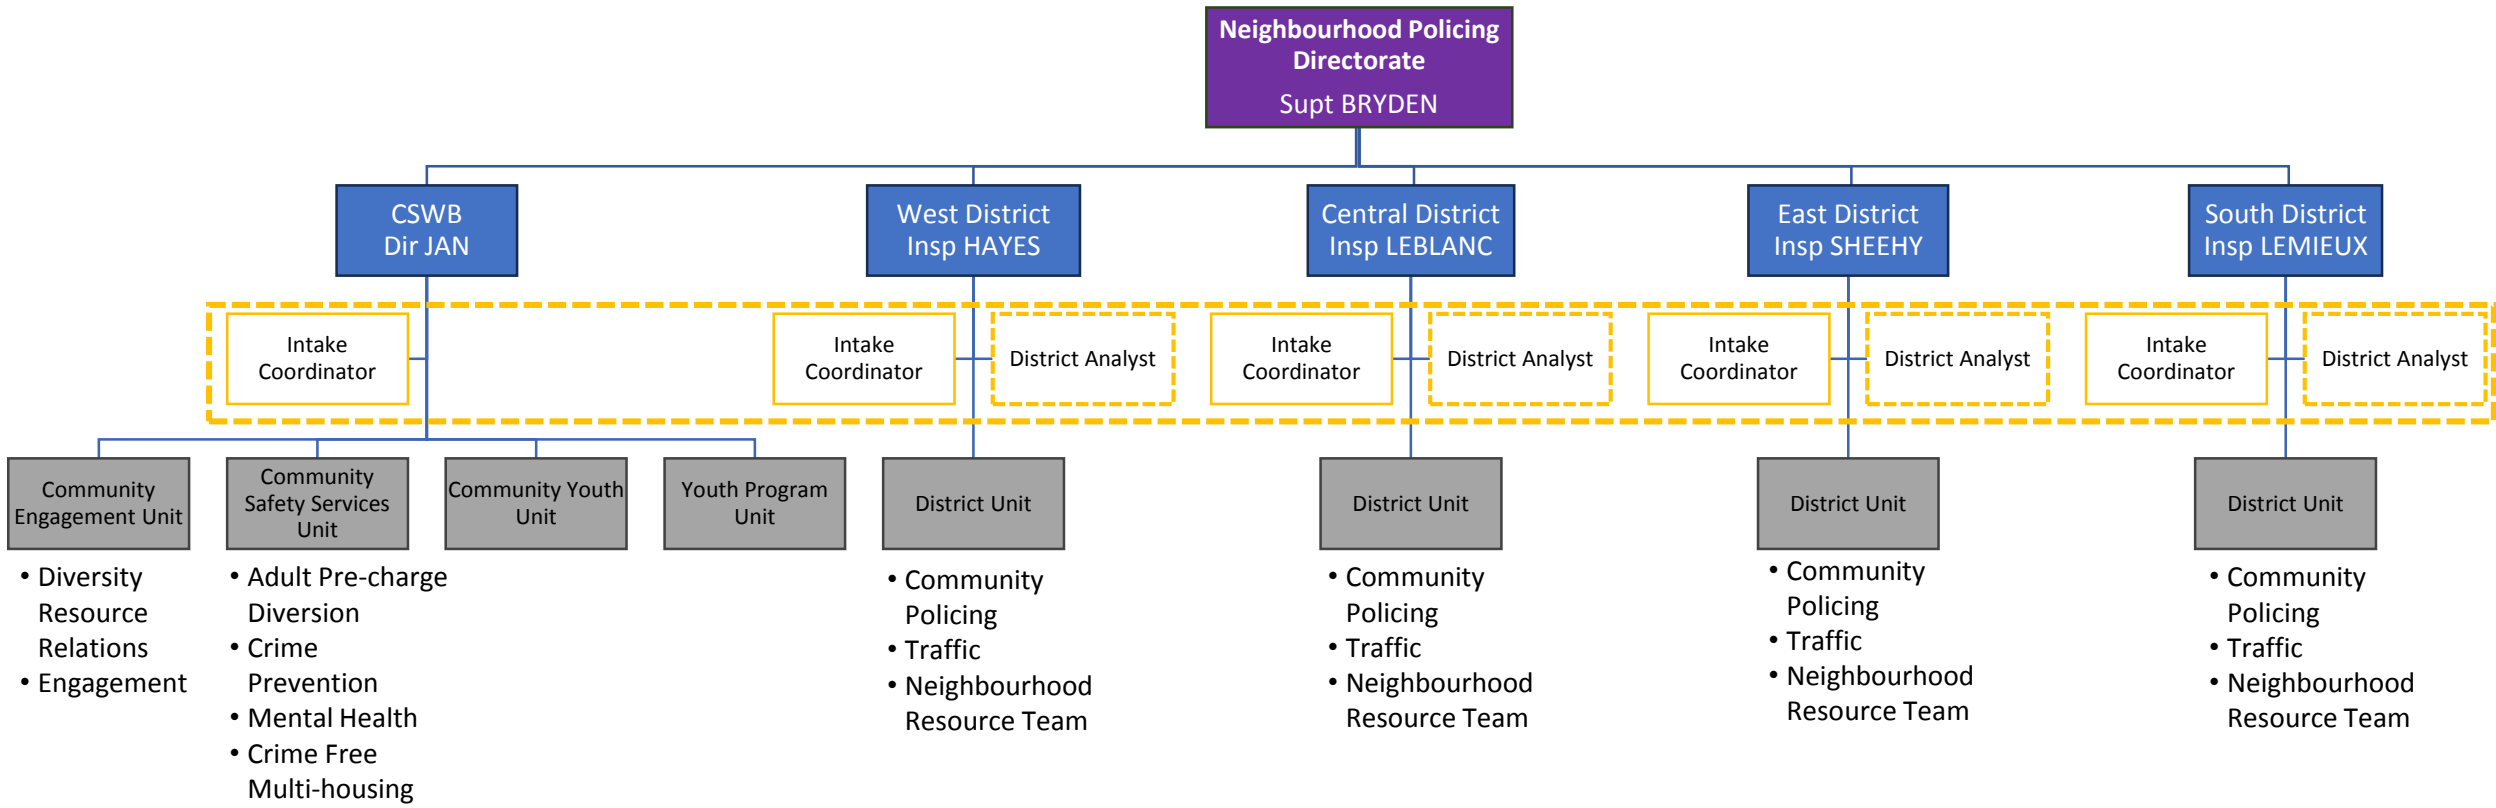 Neighbourhood Policing
Directorate
Supt BRYDEN
CSWB
Dir JAN
West District
Insp HAYES
Central District
Insp LEBLANC
East District
Insp SHEEHY
South District
Insp LEMIEUX
Intake
Coordinator
Intake
Coordinator
District Analyst
Intake
Coordinator
District Analyst
Intake
Coordinator
District Analyst
Intake
Coordinator
District Analyst
Community
Engagement Unit
Community
Safety Services
Unit
Community Youth
Unit
Youth Program
Unit
District Unit
District Unit
District Unit
District Unit
• Diversity
Resource
Relations
• Engagement
• Adult Pre-charge
Diversion
• Crime
Prevention
• Mental Health
• Crime Free
Multi-housing
• Community
Policing
• Traffic
• Neighbourhood
Resource Team
• Community
Policing
• Traffic
• Neighbourhood
Resource Team
• Community
Policing
• Traffic
• Neighbourhood
Resource Team
• Community
Policing
• Traffic
• Neighbourhood
Resource Team